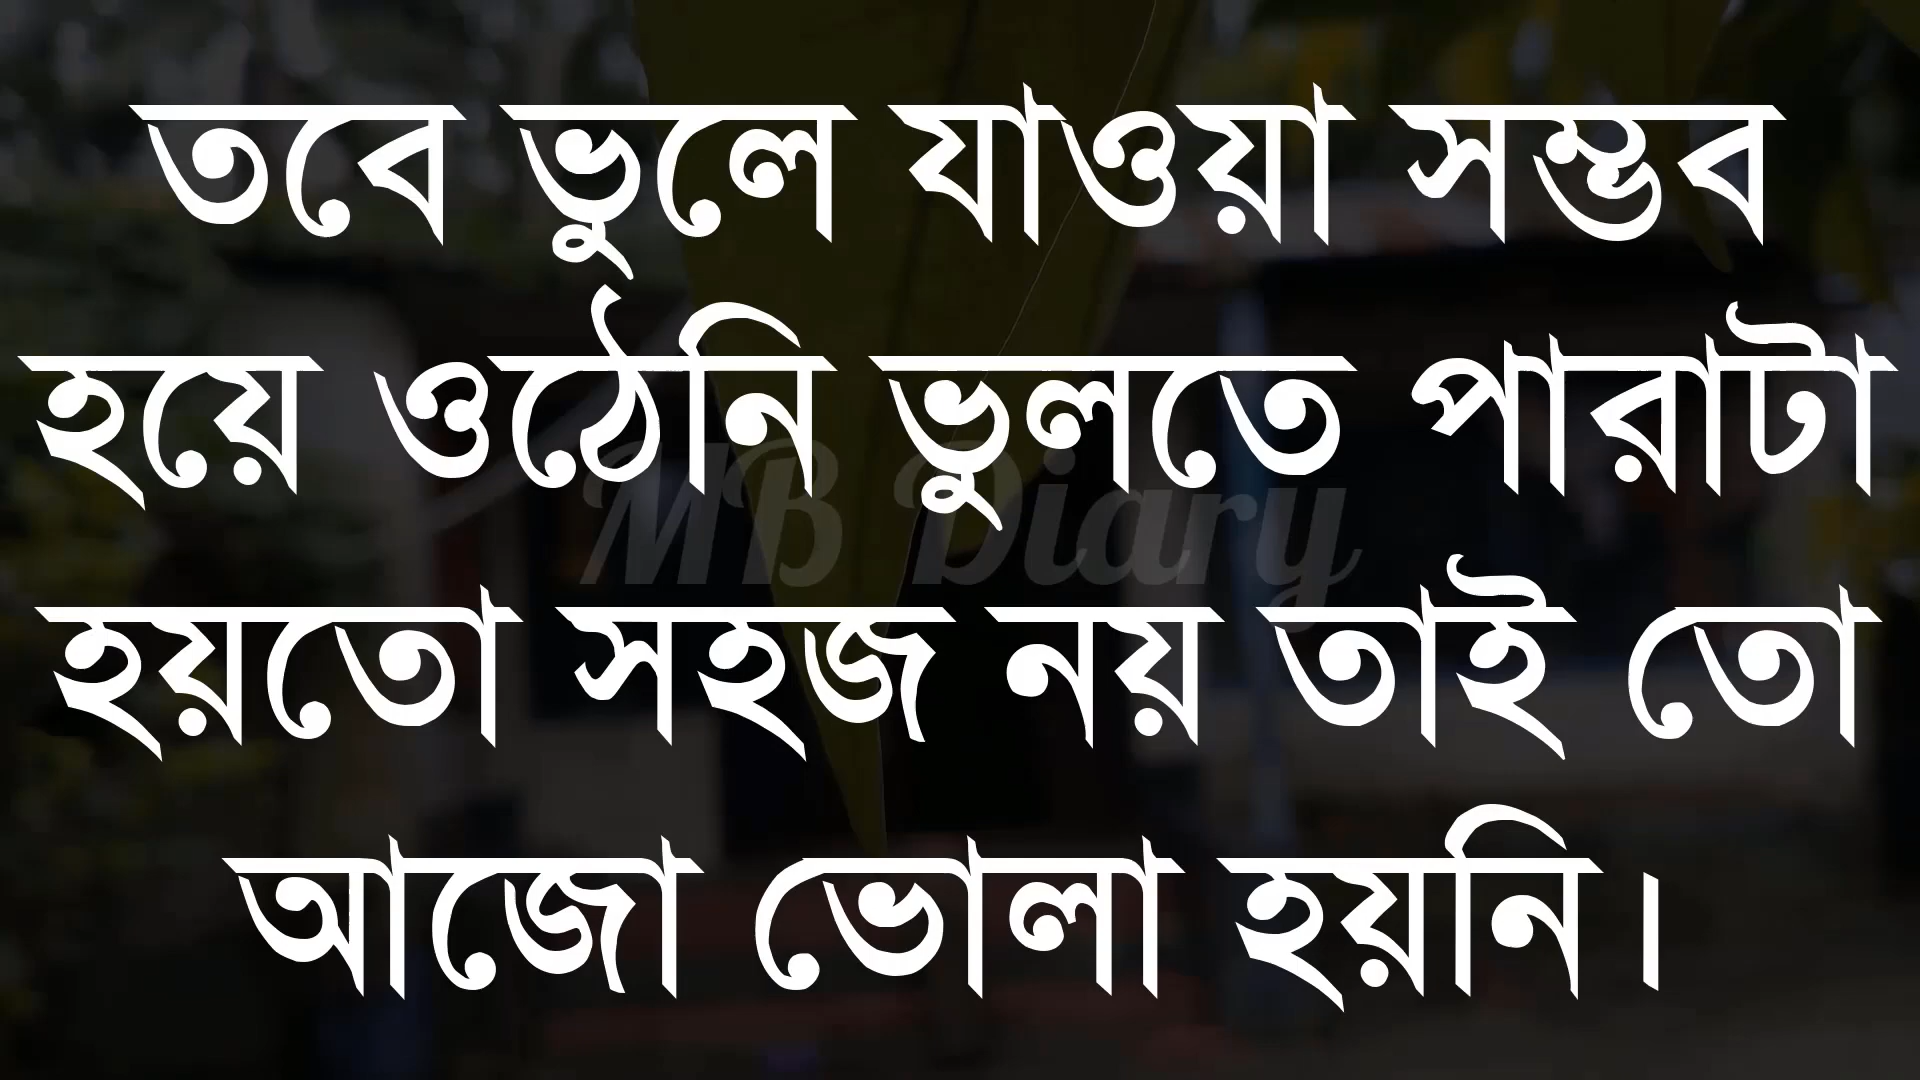 তবে ভুলে যাওয়া সম্ভব
হয়ে ওঠেনি ভুলতে পারাটা
MB Diary
হয়তো সহজ নয় তাই তো
আজো ভোলা হয়নি।